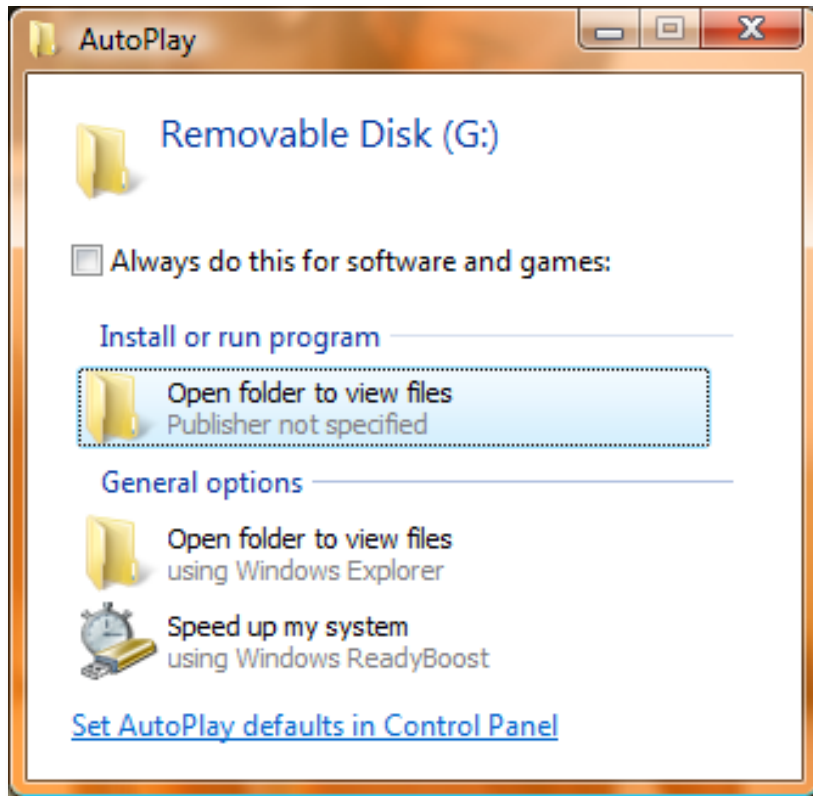 AutoPlay
Removable Disk (G:)
Always do this for software and games:
Install or run program
Open folder to view files
Publisher not specified
General options
Open folder to view files
using Windows Explorer
Speed up my system
using Windows ReadyBoost
Set AutoPlay defaults in Control Panel